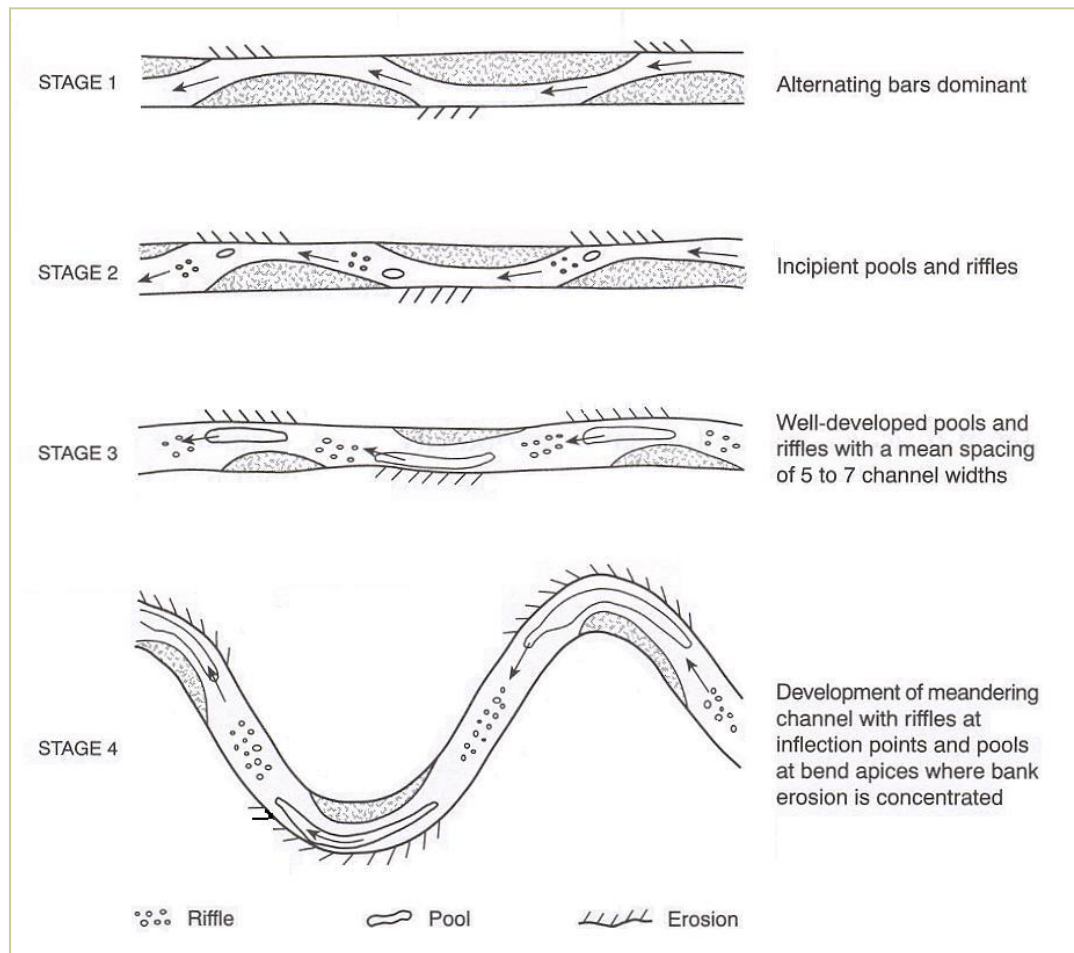 STAGE 1
Alternating bars dominant
STAGE 2
Incipient pools and riffles
STAGE 3
Well-developed pools and
riffles with a mean spacing
of 5 to 7 channel widths
STAGE 4
Development of meandering
channel with riffles at
inflection points and pools
at bend apices where bank
erosion is concentrated
Riffle
Pool
Erosion